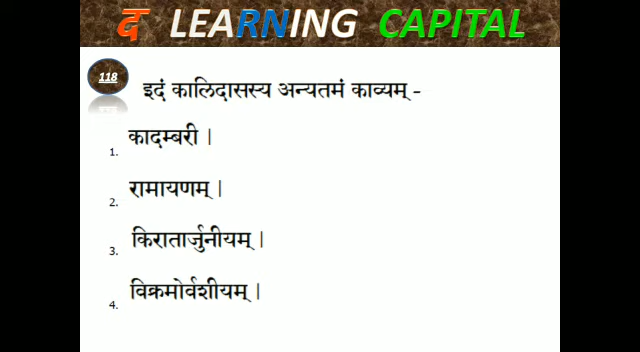 द LEARNING CAPITAL
118
इदं कालिदासस्य अन्यतमं काव्यम् -
1. कादम्बरी |
2. रामायणम् |
3. किरातार्जुनीयम् |
4. विक्रमोर्वशीयम् |